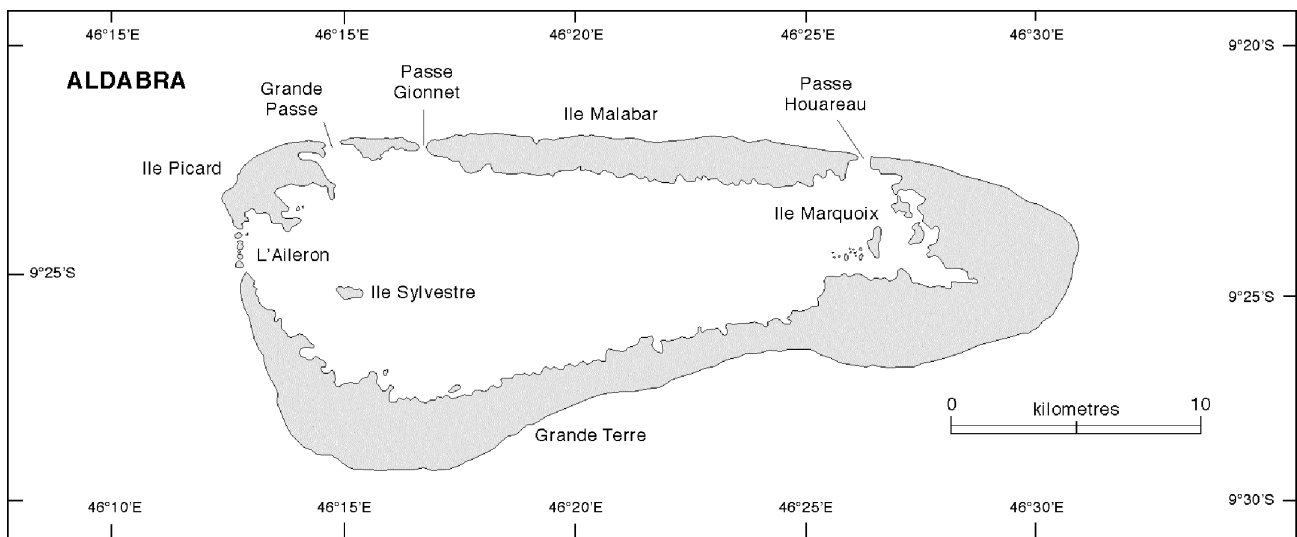 46°15'E 46°15'E 46°20'E 46°25'E 46°30'E
9°20'S
ALDABRA
Grande
Passe
Passe
Gionnet
Ile Malabar
Passe
Houareau
Ile Picard
Ile Marquoix
L'Aileron
9°25'S
Ile Sylvestre
9°25'S
0 kilometres 10
Grande Terre
9°30'S
46°10'E 46°15'E 46°20'E 46°25'E 46°30'E